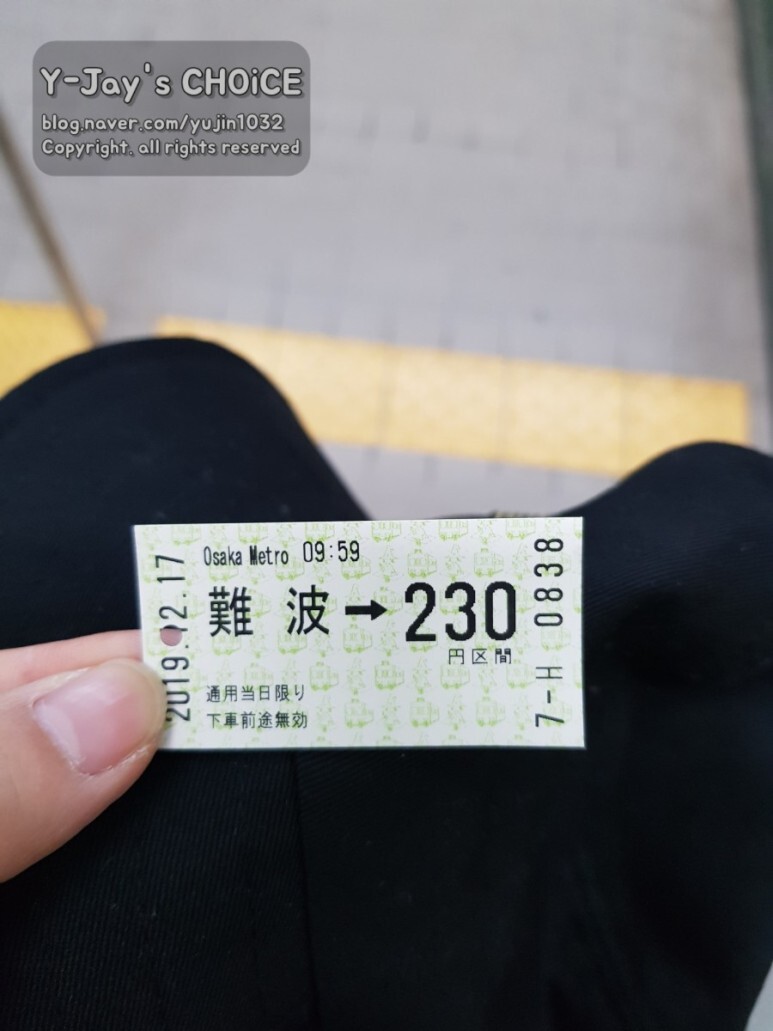 Y-Jay's CHOiCE
blog.naver.com/yujin1032
Copyright. all rights reserved
2019.12.17
Osaka Metro 09:59
難波→230
円区間
通用当日限り
下車前途無効
7-H 0838